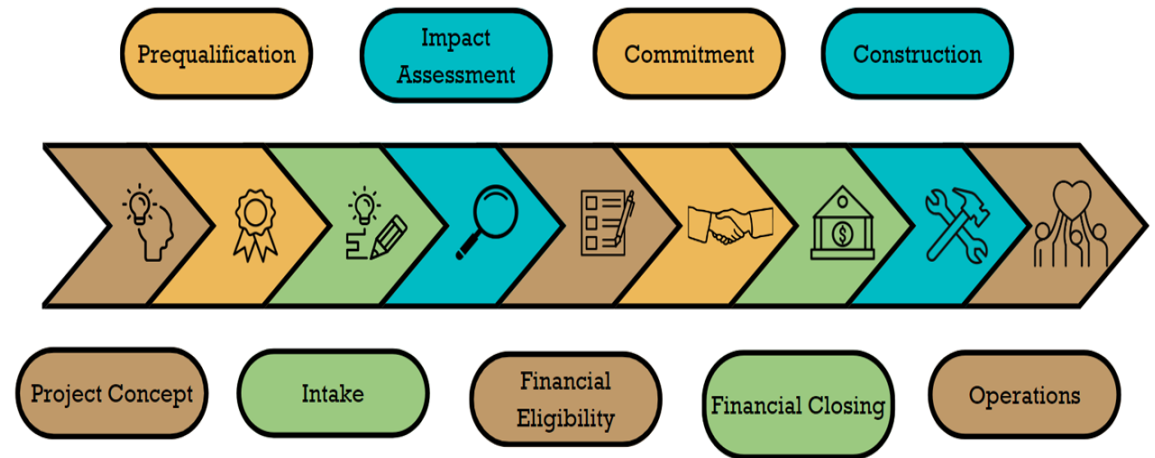 Prequalification
Impact
Assessment
Commitment
Construction
$
Project Concept
Intake
Financial
Eligibility
Financial Closing
Operations